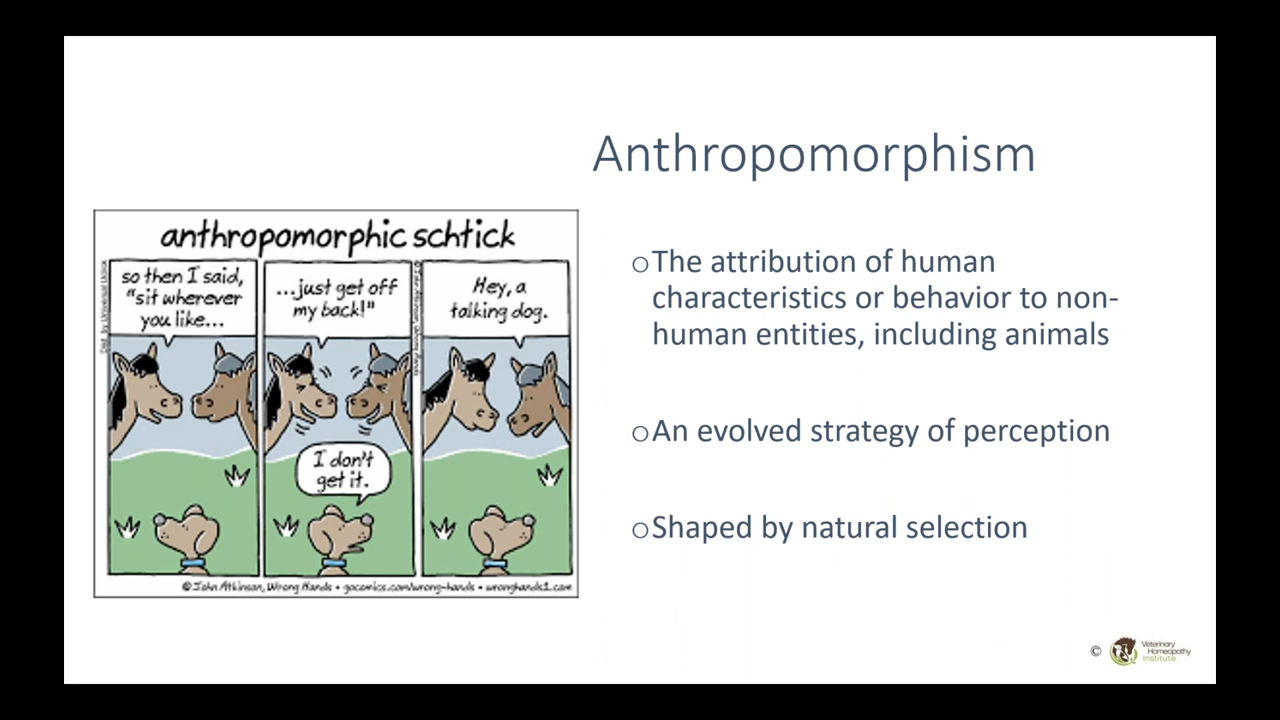 Anthropomorphism
anthropomorphic schtick
so then I said,
"sit wherever
you like...
...just get off
my back!"
I don't
get it.
Hey, a
talking dog.
© John Atkinson, Wrong Hands • gocomics.com/wrong-hands • wronghands1.com
The attribution of human
characteristics or behavior to non-
human entities, including animals
An evolved strategy of perception
Shaped by natural selection
©
Veterinary
Homeopathy
Institute